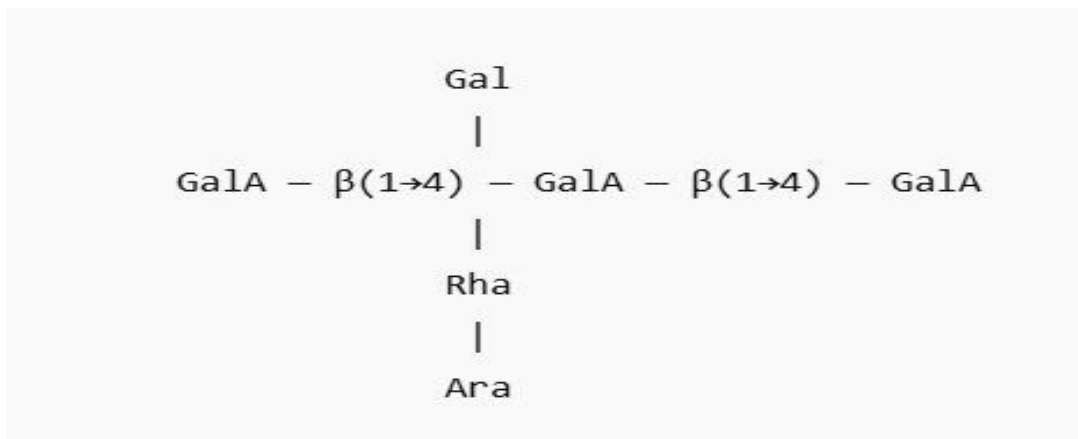 Gal
|
GalA – β(1→4) – GalA – β(1→4) – GalA
|
Rha
|
Ara